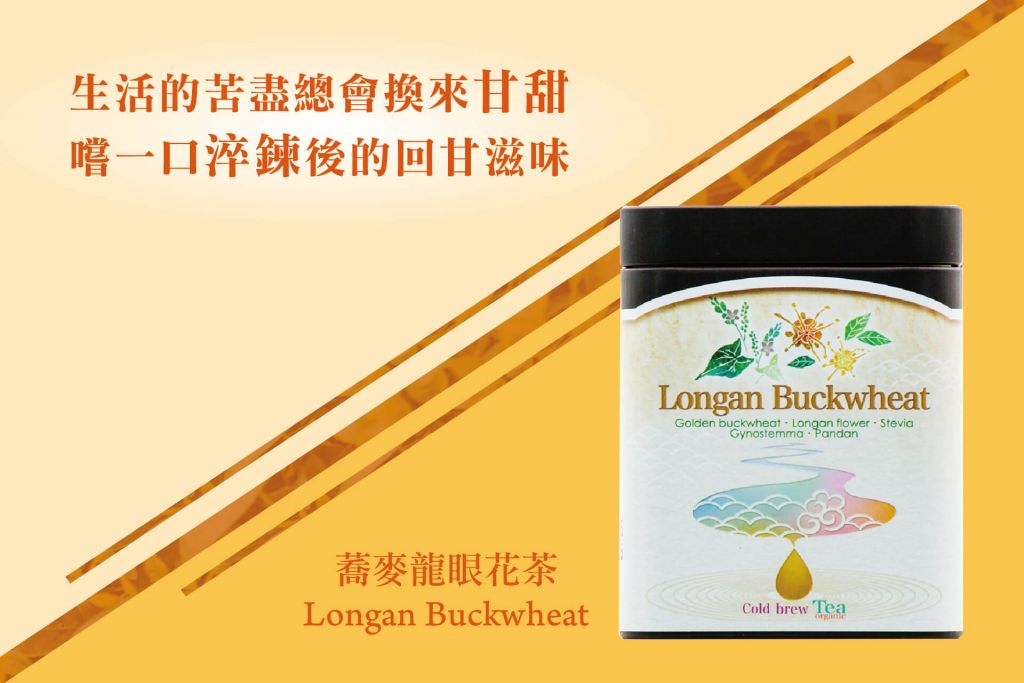 生活的苦盡總會換來甘甜
嚐一口淬鍊後的回甘滋味
Longan Buckwheat
Golden buckwheat · Longan flower · Stevia
Gynostemma · Pandan
Cold brew Tea
organic
蕎麥龍眼花茶
Longan Buckwheat